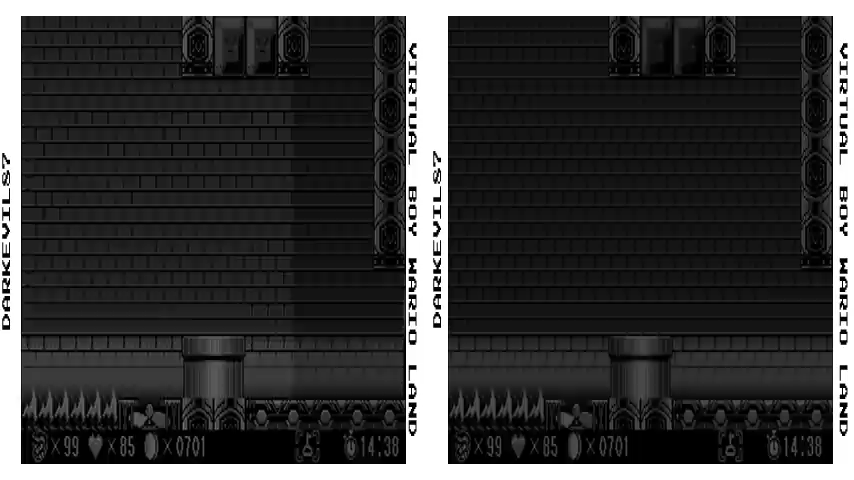 DARKEVILS7
VIRTUAL BOY WARIO LAND
×99 ×85 ×0701 14:38
DARKEVILS7
VIRTUAL BOY WARIO LAND
×99 ×85 ×0701 14:38